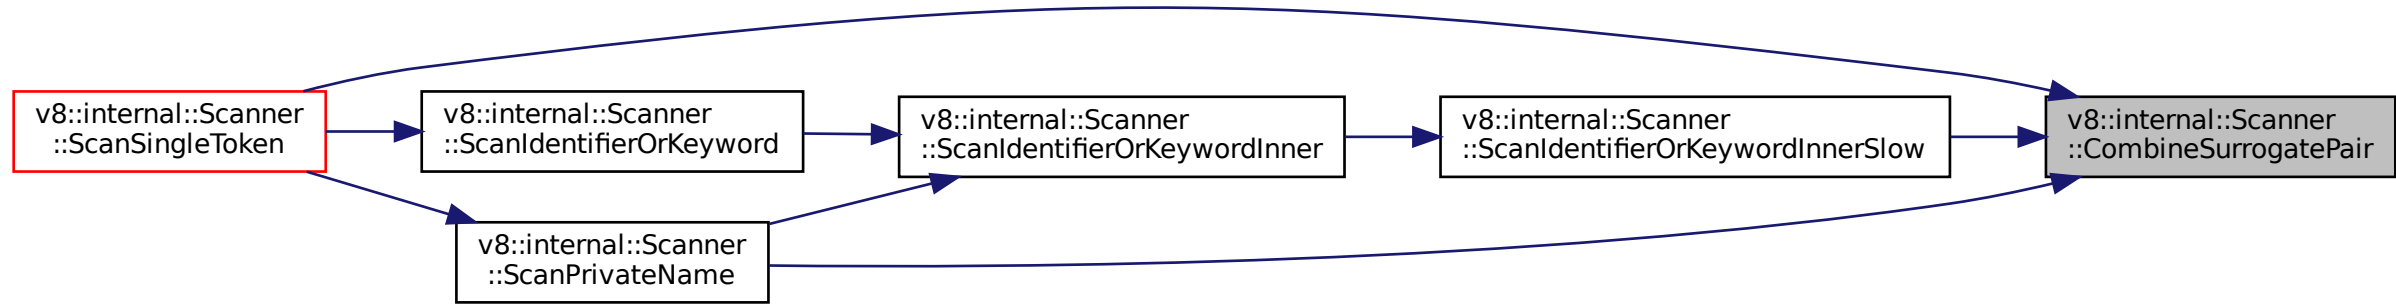 v8::internal::Scanner
::ScanSingleToken
v8::internal::Scanner
::ScanIdentifierOrKeyword
v8::internal::Scanner
::ScanIdentifierOrKeywordInner
v8::internal::Scanner
::ScanIdentifierOrKeywordInnerSlow
v8::internal::Scanner
::CombineSurrogatePair
v8::internal::Scanner
::ScanPrivateName